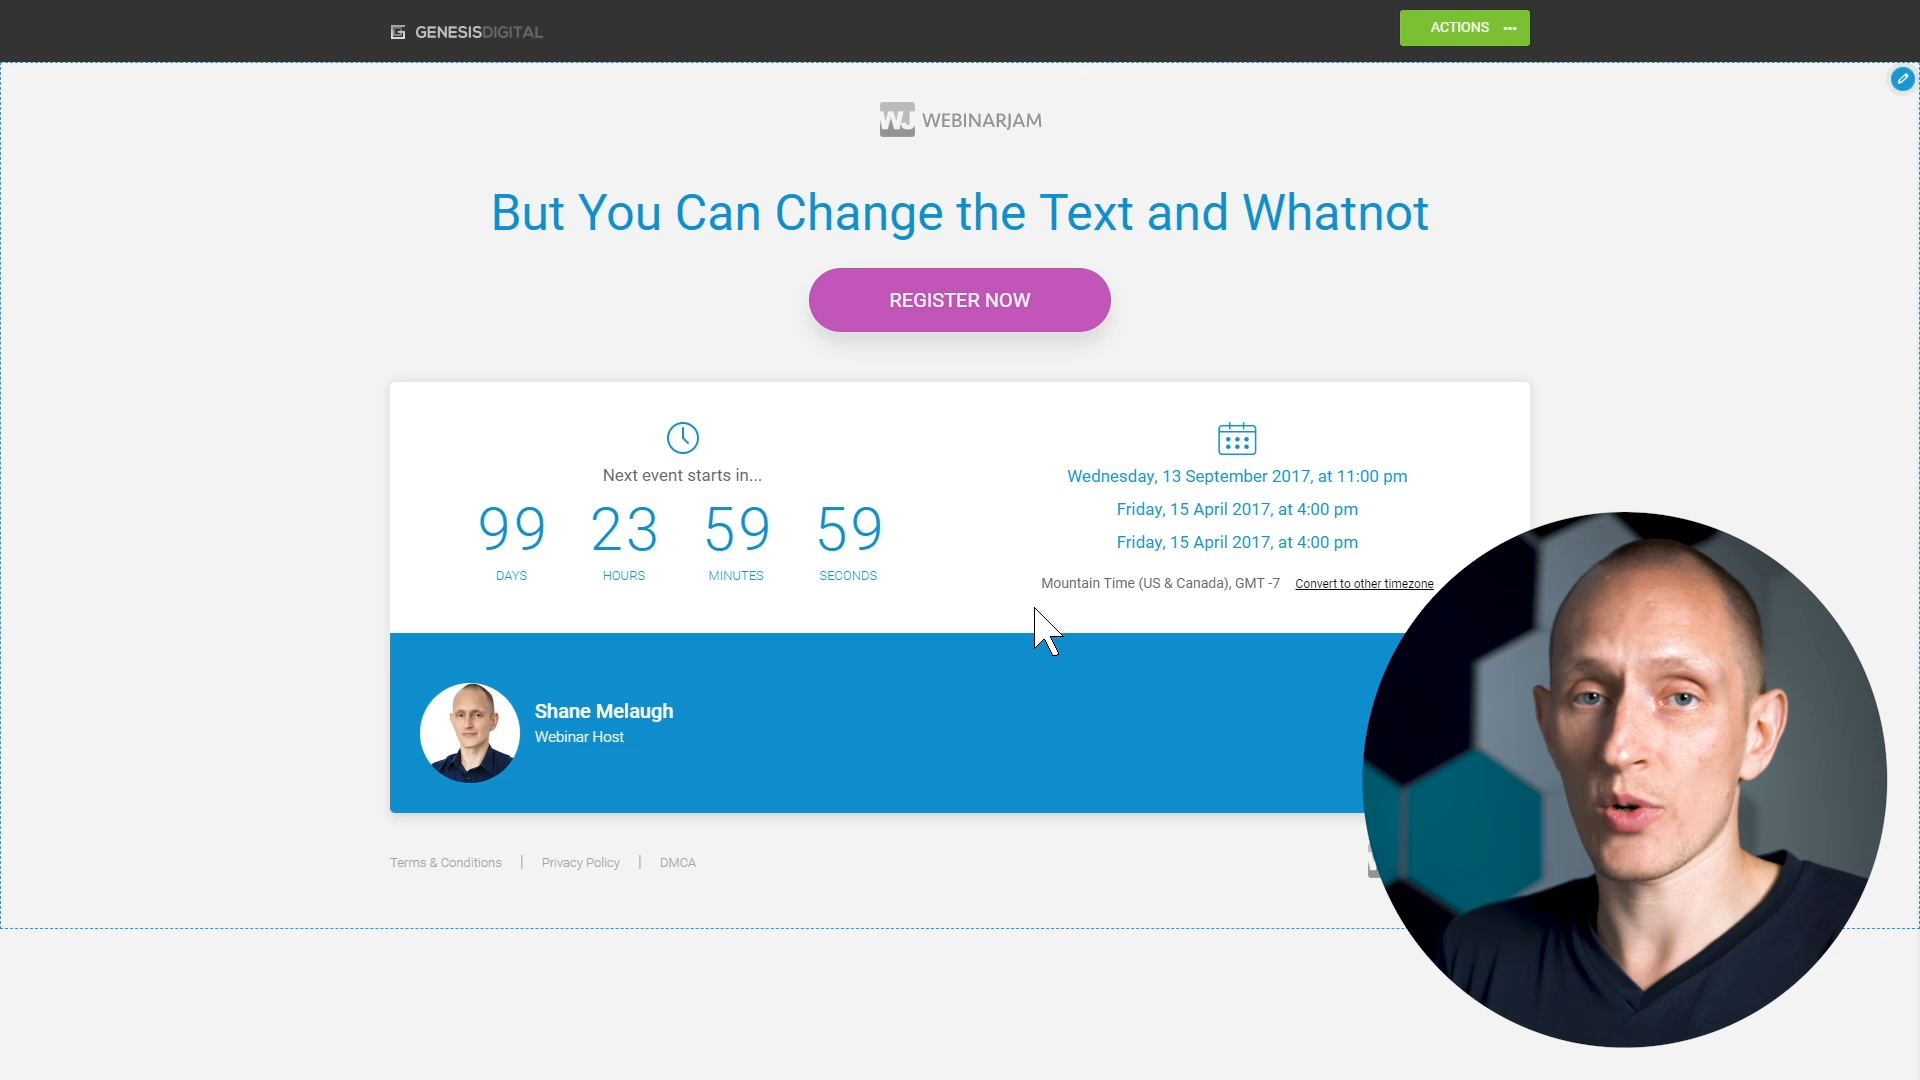 GENESISDIGITAL
ACTIONS
WJ WEBINARJAM
But You Can Change the Text and Whatnot
REGISTER NOW
Next event starts in...
99 23 59 59
DAYS HOURS MINUTES SECONDS
Wednesday, 13 September 2017, at 11:00 pm
Friday, 15 April 2017, at 4:00 pm
Friday, 15 April 2017, at 4:00 pm
Mountain Time (US & Canada), GMT -7 Convert to other timezone
Shane Melaugh
Webinar Host
Terms & Conditions | Privacy Policy | DMCA